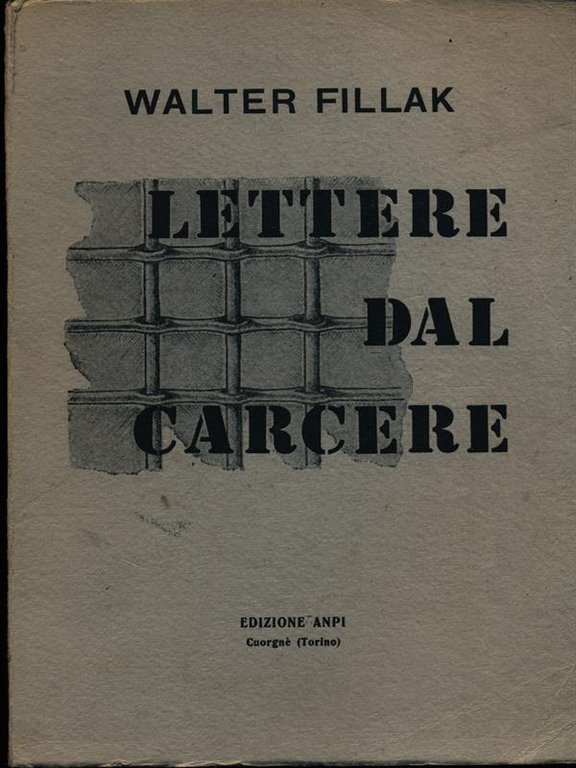 WALTER FILLAK
LETTERE
DAL
CARCERE
EDIZIONE ANPI
Cuorgnè (Torino)